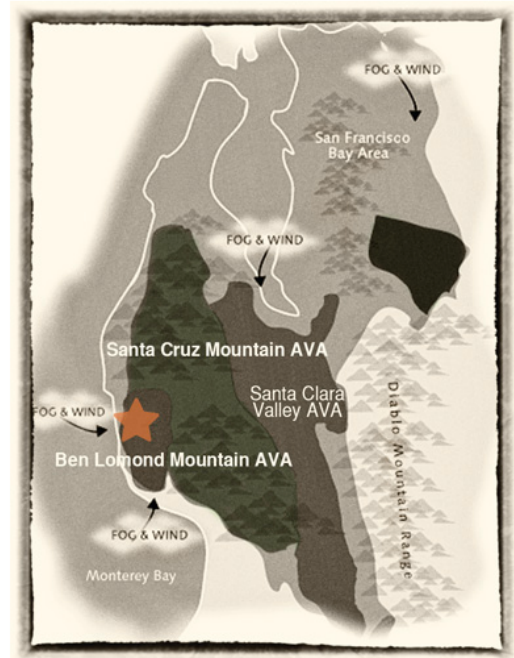 FOG & WIND
San Francisco
Bay Area
FOG & WIND
Santa Cruz Mountain AVA
Santa Clara
Valley AVA
Diablo Mountain Range
FOG & WIND
Ben Lomond Mountain AVA
FOG & WIND
Monterey Bay